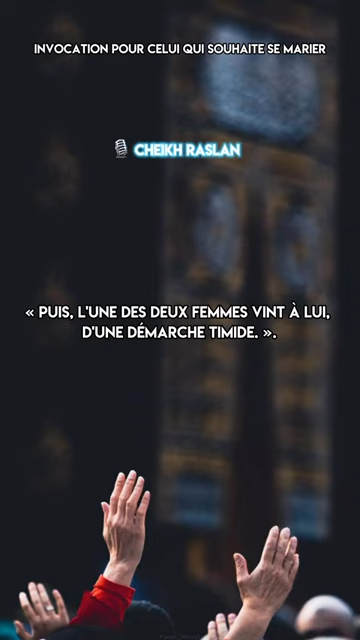 INVOCATION POUR CELUI QUI SOUHAITE SE MARIER
CHEIKH RASLAN
« PUIS, L'UNE DES DEUX FEMMES VINT À LUI,
D'UNE DÉMARCHE TIMIDE. ».